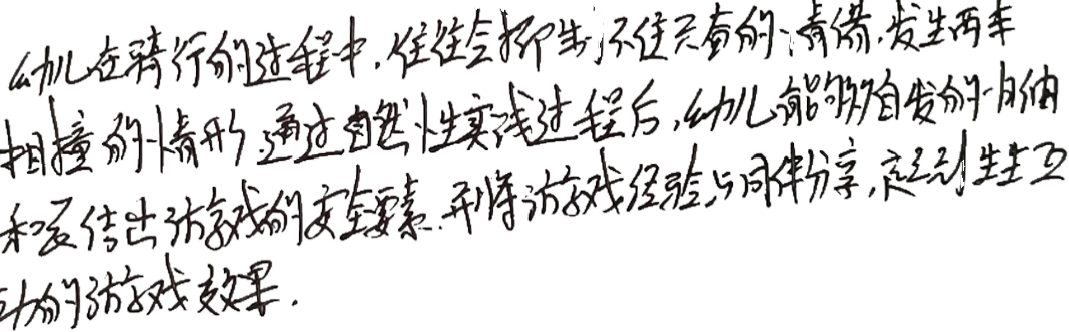 幼儿在骑行的过程中,往往会抑制不住兴奋的情绪,发生两车
相撞的情形,通过自然性实践过程后,幼儿能够自发的归纳
和总结出游戏的安全要素.并将游戏经验与同伴分享,达到生生互
动的游戏效果.